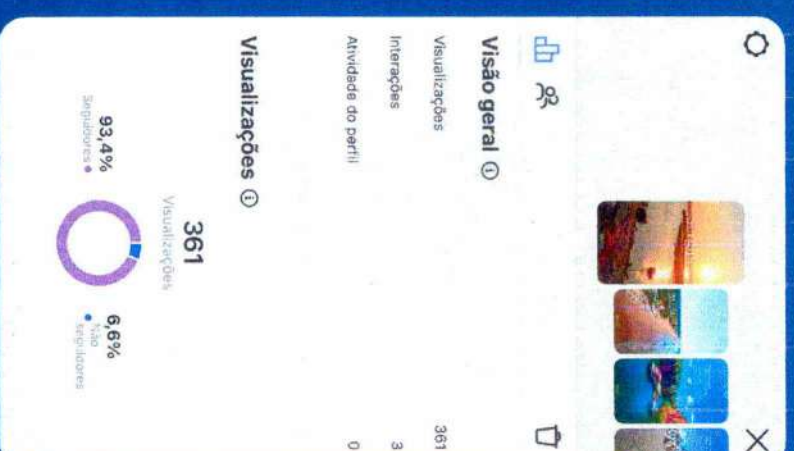 Visão geral
Visualizações 361
Interações 3
Atividade do perfil 0
Visualizações
361
Visualizações
93,4%
Seguidores
6,6%
Não
seguidores